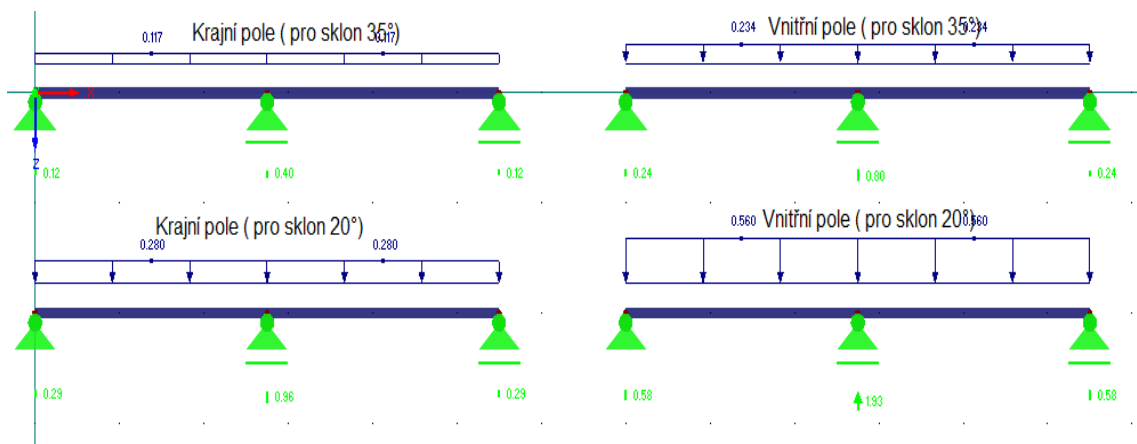 Krajní pole ( pro sklon 35°)
0.117 0.117
X
Z
0.12 0.40 0.12
Vnitřní pole ( pro sklon 35°)
0.234 0.234
0.24 0.80 0.24
Krajní pole ( pro sklon 20°)
0.280 0.280
0.29 0.96 0.29
Vnitřní pole ( pro sklon 20°)
0.560 0.560
0.58 1.93 0.58